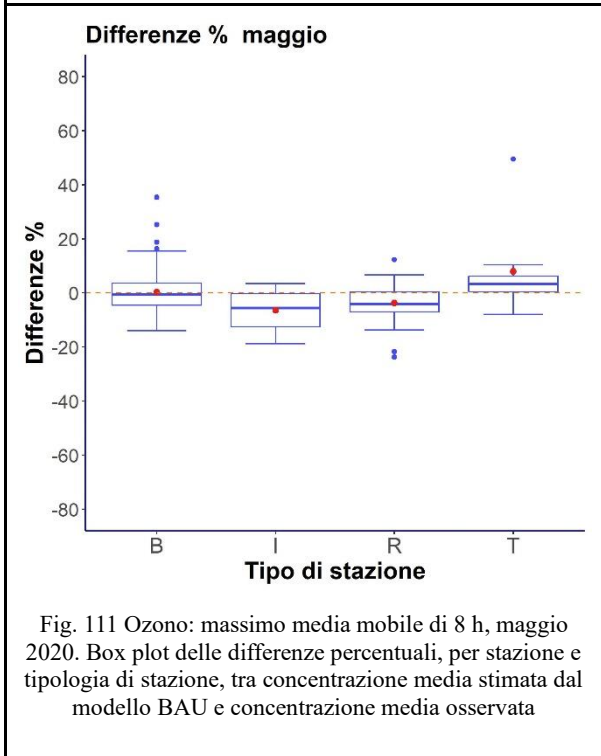 Differenze % maggio
80
60
40
20
0
-20
-40
-60
-80
Differenze %
B I R T
Tipo di stazione
Fig. 111 Ozono: massimo media mobile di 8 h, maggio
2020. Box plot delle differenze percentuali, per stazione e
tipologia di stazione, tra concentrazione media stimata dal
modello BAU e concentrazione media osservata